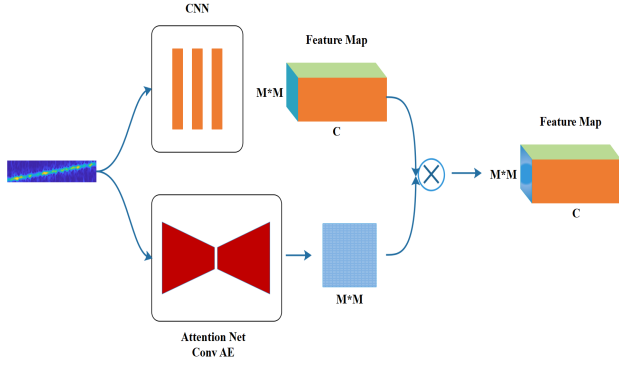 CNN
Feature Map
M*M
C
Feature Map
M*M
C
M*M
Attention Net
Conv AE